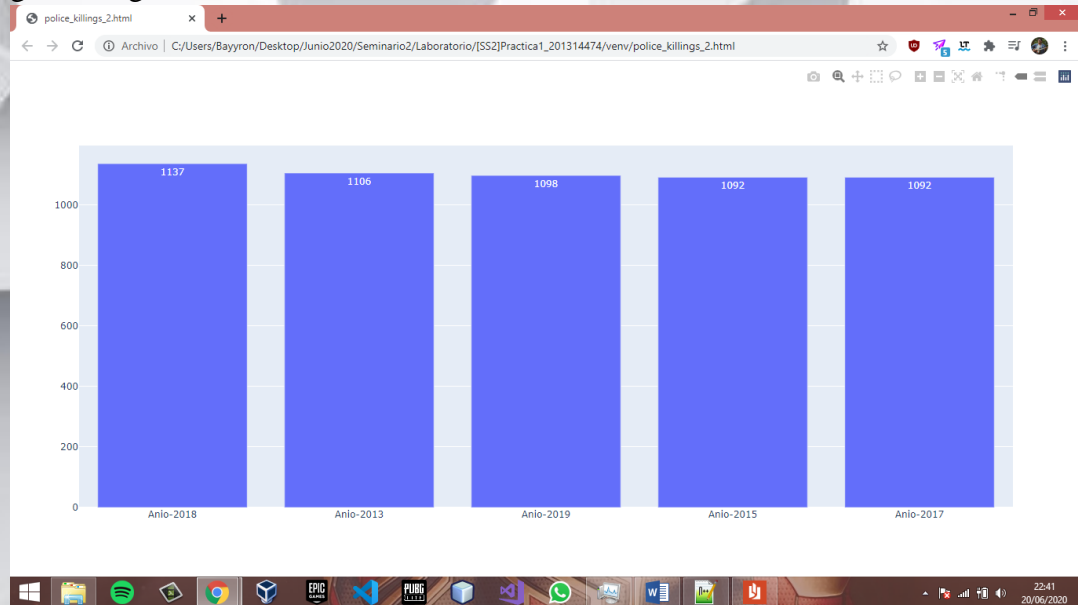 police_killings_2.html
Archivo | C:/Users/Bayyron/Desktop/Junio2020/Seminario2/Laboratorio/[SS2]Practica1_201314474/venv/police_killings_2.html
1137
1106
1098
1092
1092
1000
800
600
400
200
0
Anio-2018
Anio-2013
Anio-2019
Anio-2015
Anio-2017
EPIC
GAMES
PUBG
LITE
22:41
20/06/2020